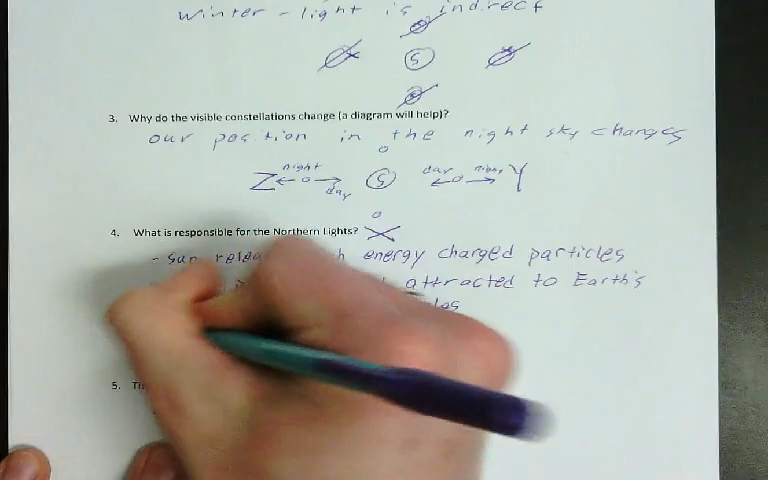 winter - light is indirect
S
3. Why do the visible constellations change (a diagram will help)?
our position in the night sky changes
night day night
Z S Y
day
4. What is responsible for the Northern Lights?
- sun energy charged particles
attracted to Earth's
5.